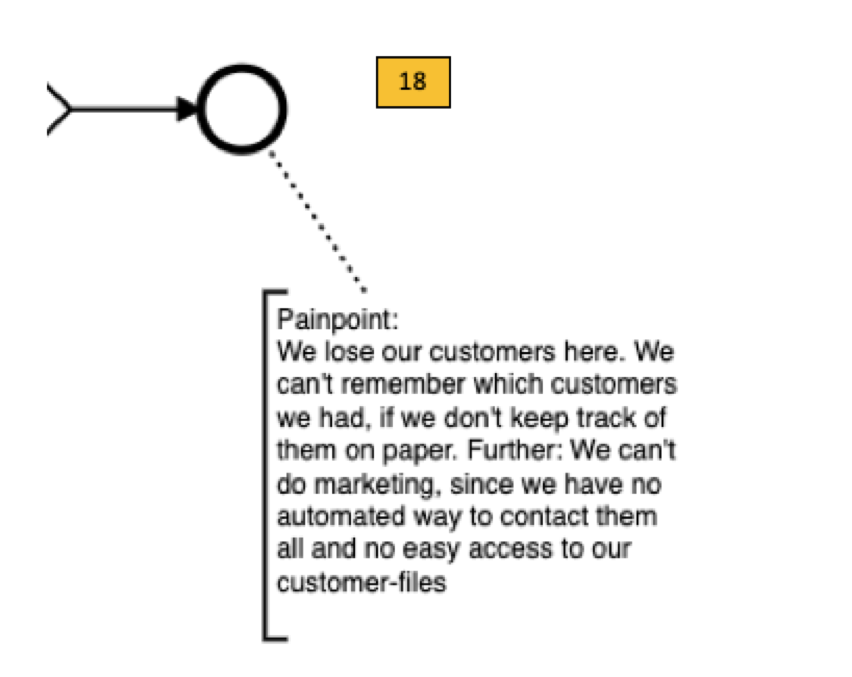 18
Painpoint:
We lose our customers here. We
can't remember which customers
we had, if we don't keep track of
them on paper. Further: We can't
do marketing, since we have no
automated way to contact them
all and no easy access to our
customer-files